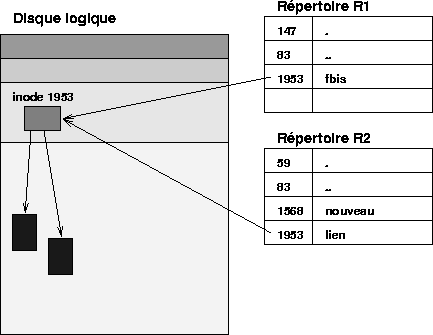 Disque logique
inode 1953
Répertoire R1
147 .
83 ..
1953 fbis
Répertoire R2
59 .
83 ..
1568 nouveau
1953 lien